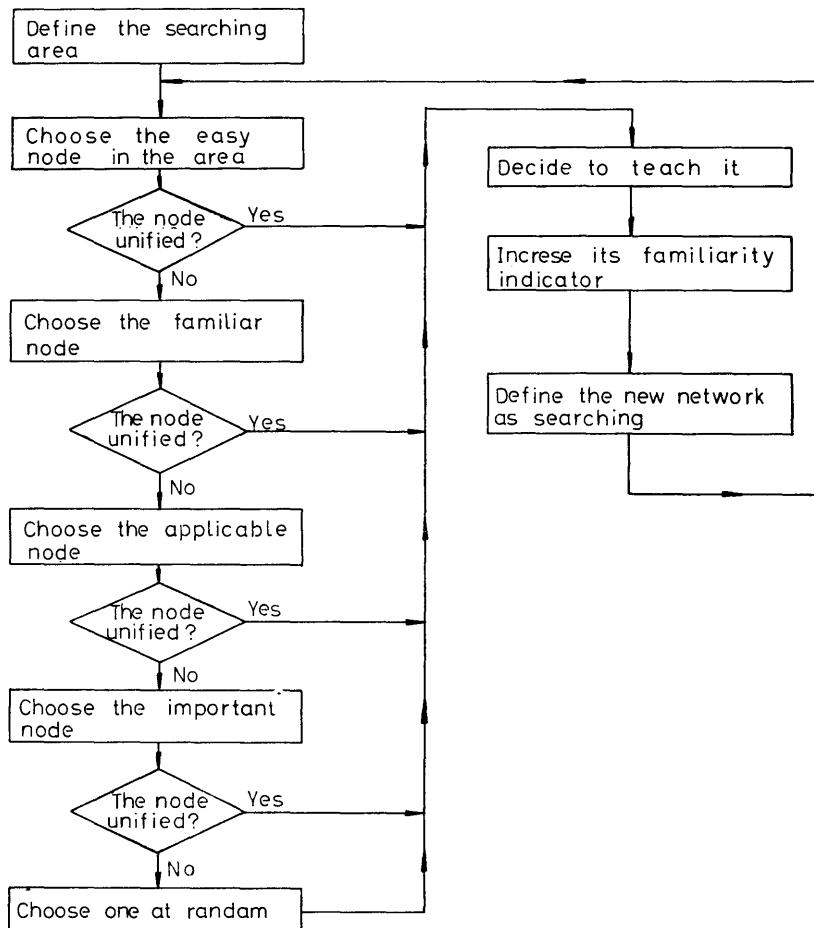 Define the searching
area
Choose the easy
node in the area
The node
unified?
Yes
No
Choose the familiar
node
The node
unified?
Yes
No
Choose the applicable
node
The node
unified?
Yes
No
Choose the important
node
The node
unified?
Yes
No
Choose one at randam
Decide to teach it
Increse its familiarity
indicator
Define the new network
as searching